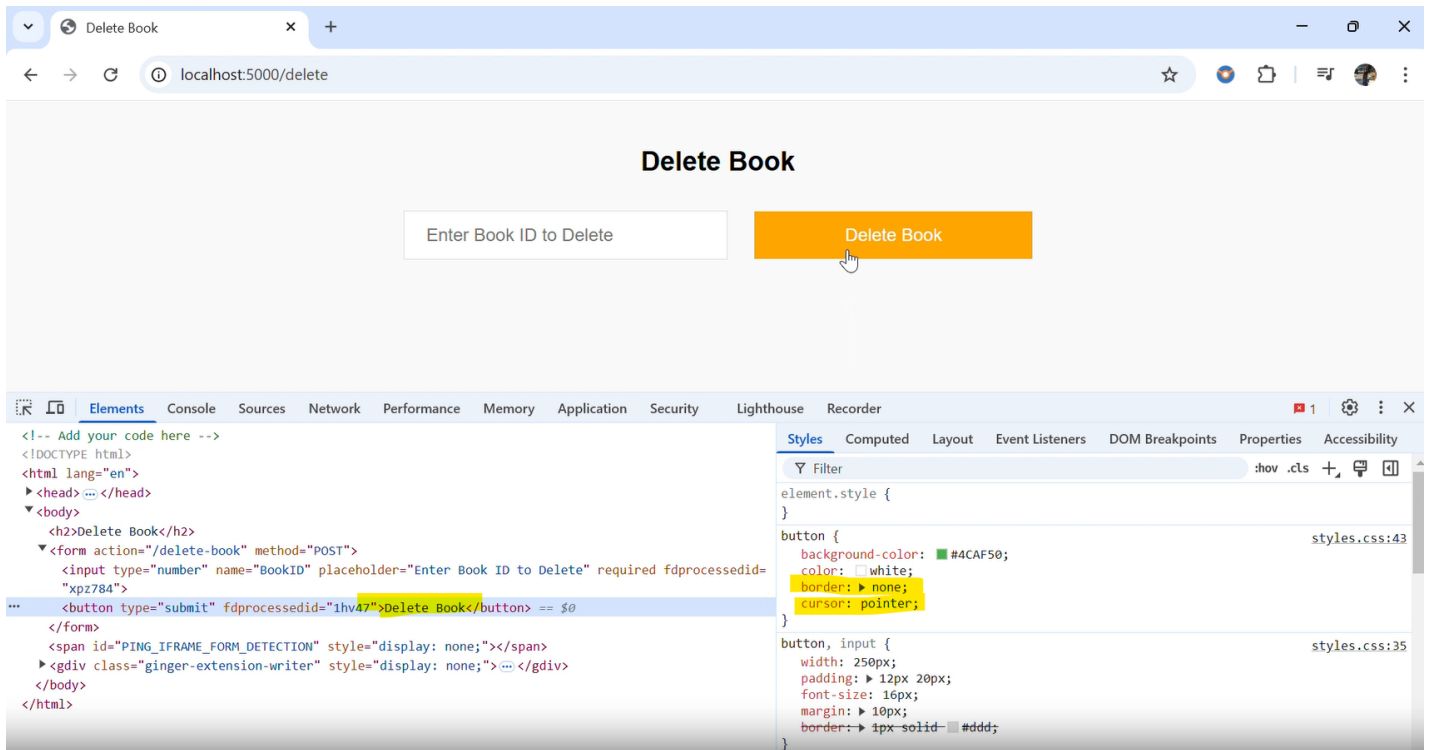 Delete Book
localhost:5000/delete
Delete Book
Enter Book ID to Delete
Delete Book
Elements Console Sources Network Performance Memory Application Security Lighthouse Recorder 1
<!-- Add your code here -->
<!DOCTYPE html>
<html lang="en">
<head> … </head>
<body>
<h2>Delete Book</h2>
<form action="/delete-book" method="POST">
<input type="number" name="BookID" placeholder="Enter Book ID to Delete" required fdprocessedid=
"xpz784">
<button type="submit" fdprocessedid="1hv47">Delete Book</button> == $0
</form>
<span id="PING_IFRAME_FORM_DETECTION" style="display: none;"></span>
<gdiv class="ginger-extension-writer" style="display: none;"> … </gdiv>
</body>
</html>
Styles Computed Layout Event Listeners DOM Breakpoints Properties Accessibility
Filter :hov .cls
element.style {
}
button { styles.css:43
background-color: #4CAF50;
color: white;
border: none;
cursor: pointer;
}
button, input { styles.css:35
width: 250px;
padding: 12px 20px;
font-size: 16px;
margin: 10px;
border: 1px solid #ddd;
}